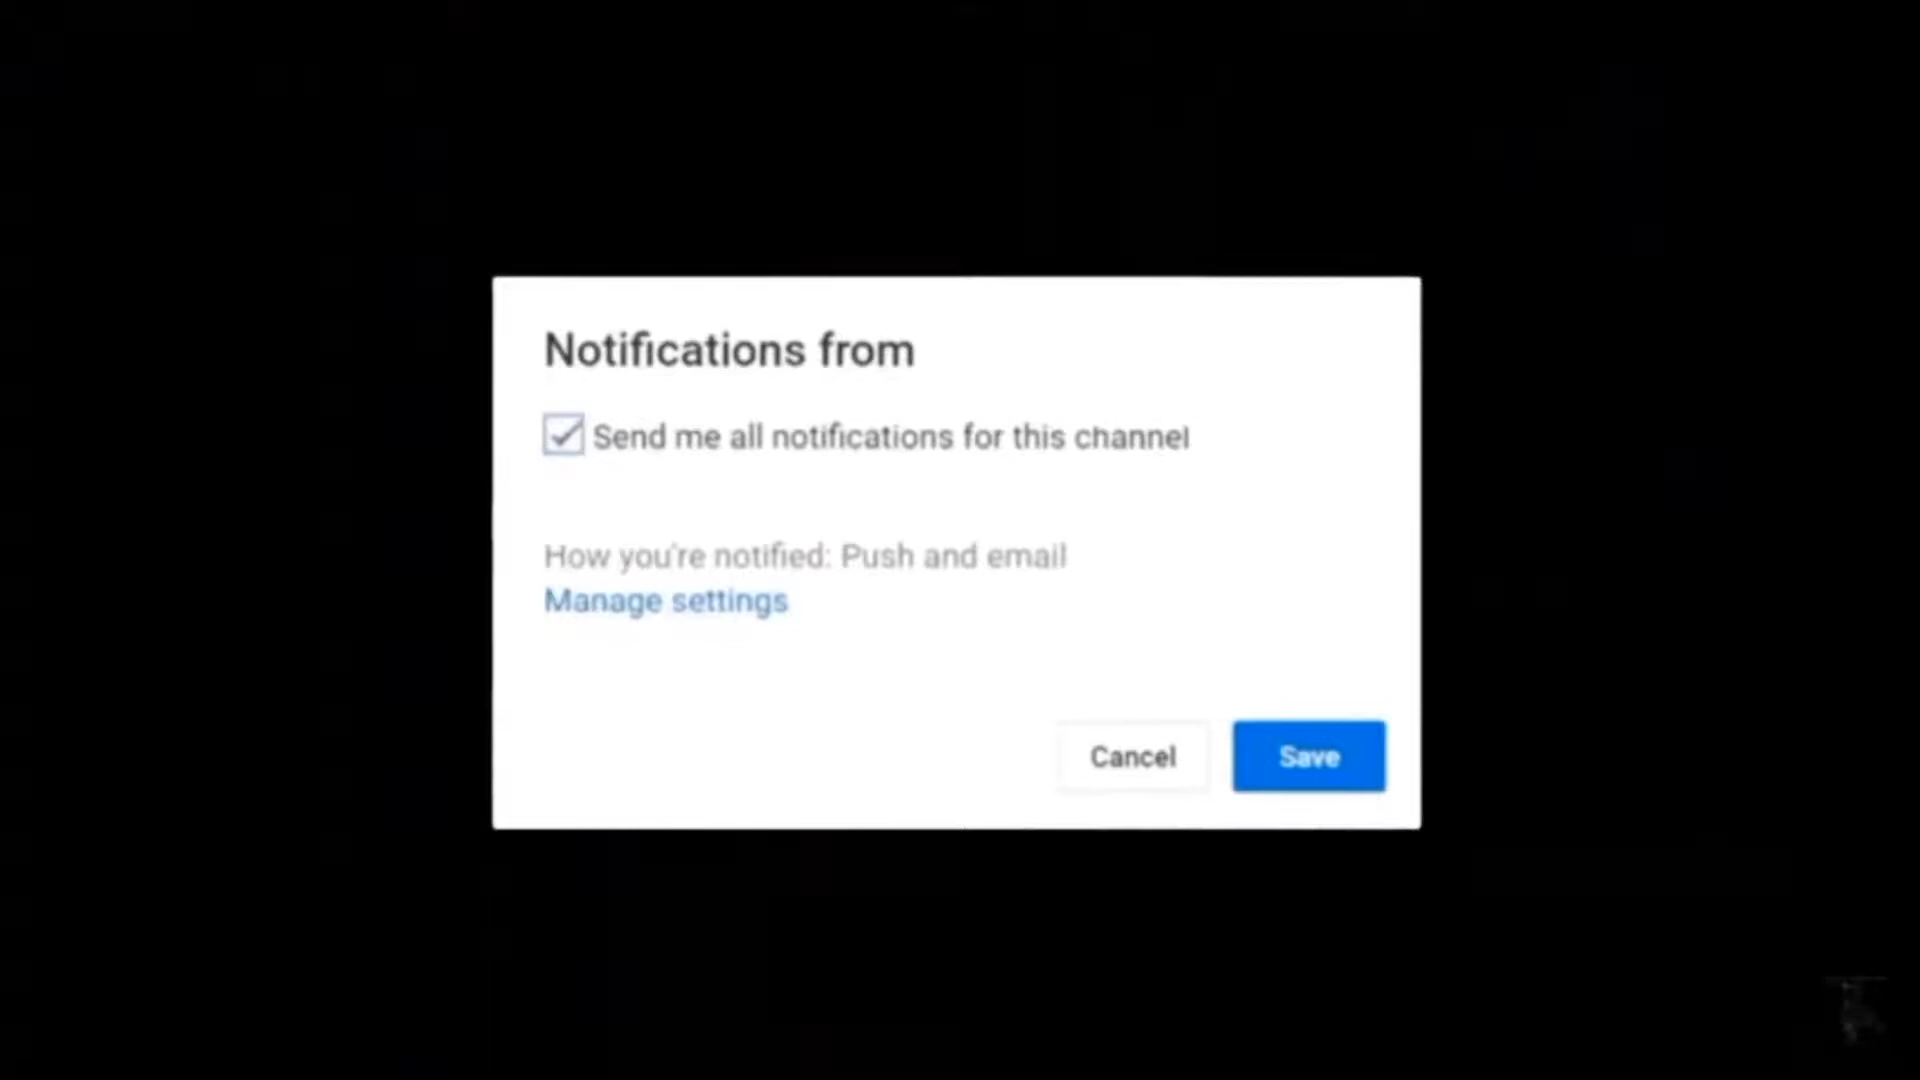 Notifications from
Send me all notifications for this channel
How you're notified: Push and email
Manage settings
Cancel
Save